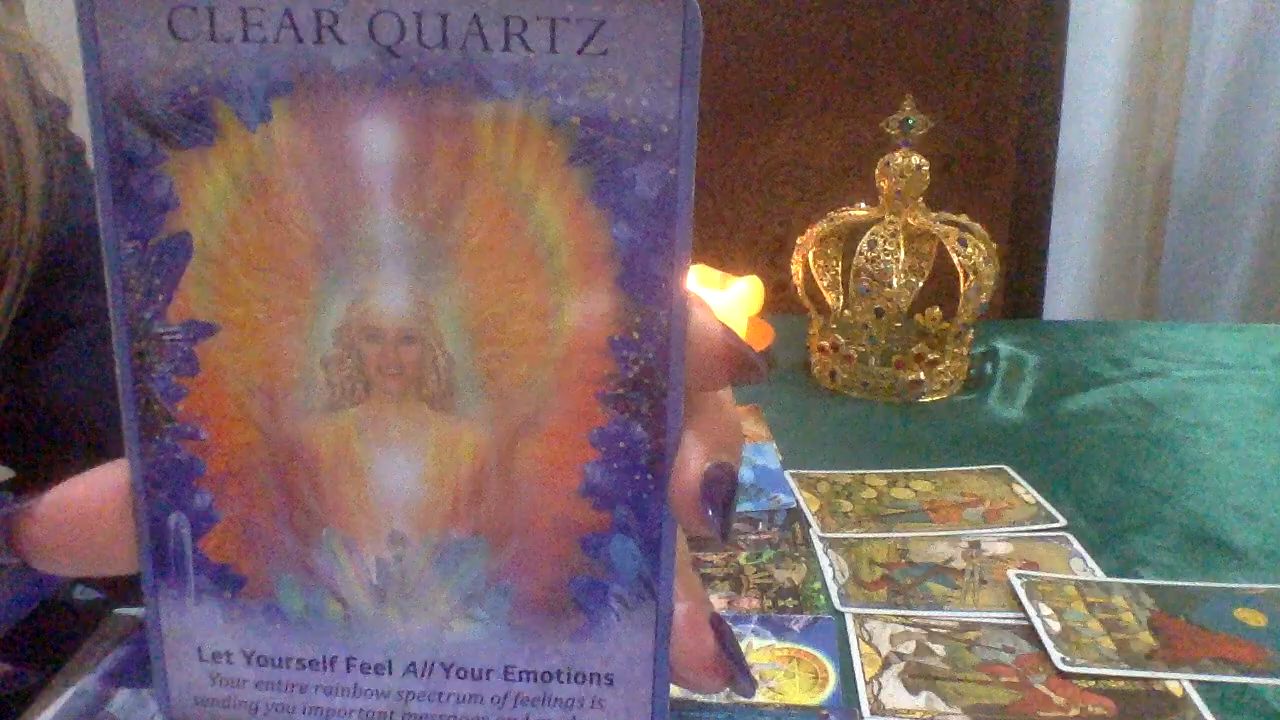 CLEAR QUARTZ
Let Yourself Feel All Your Emotions
Your entire rainbow spectrum of feelings is
sending you important messages